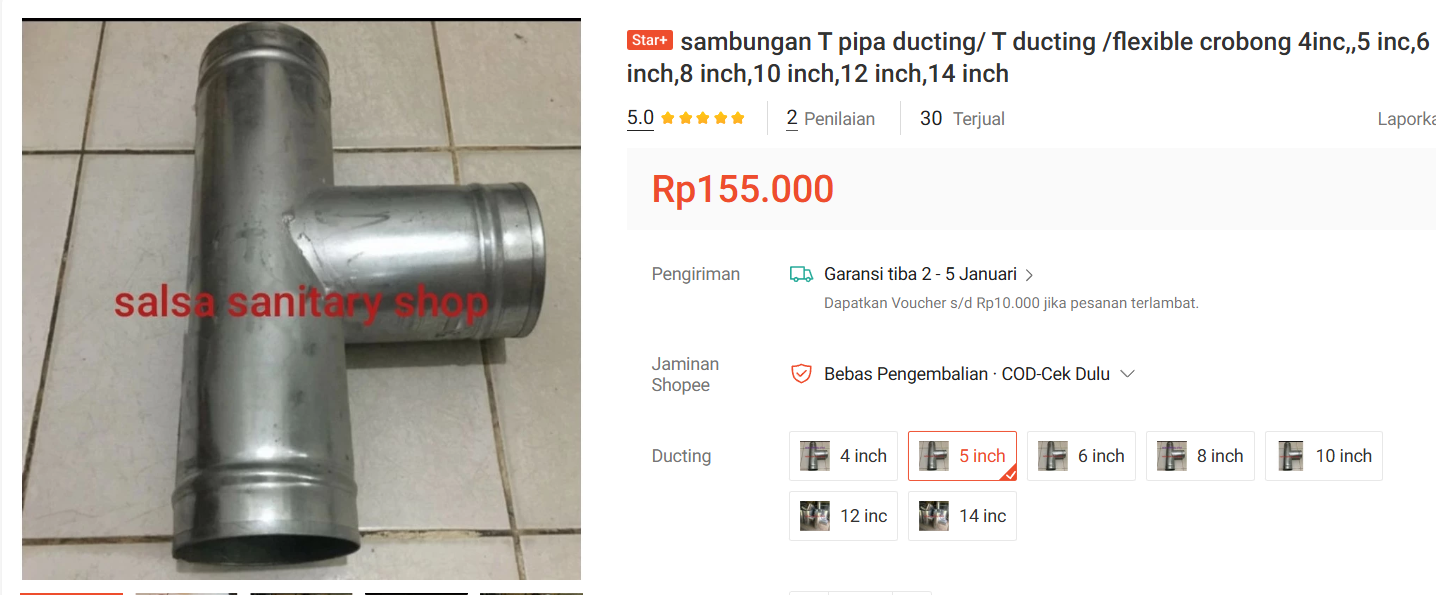 Star+ sambungan T pipa ducting/ T ducting /flexible crobong 4inc,,5 inc,6
inch,8 inch,10 inch,12 inch,14 inch
5.0 2 Penilaian 30 Terjual Laporka
Rp155.000
Pengiriman Garansi tiba 2 - 5 Januari
Dapatkan Voucher s/d Rp10.000 jika pesanan terlambat.
salsa sanitary shop
Jaminan
Shopee
Bebas Pengembalian · COD-Cek Dulu
Ducting 4 inch 5 inch 6 inch 8 inch 10 inch
12 inc 14 inc